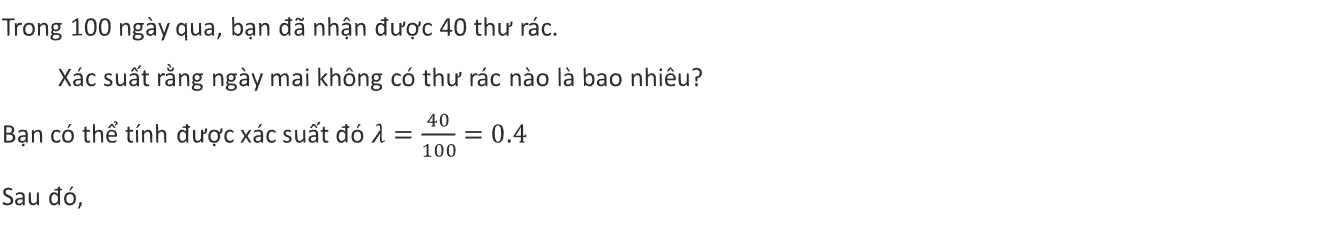 Trong 100 ngày qua, bạn đã nhận được 40 thư rác.
Xác suất rằng ngày mai không có thư rác nào là bao nhiêu?
Bạn có thể tính được xác suất đó λ = 40/100 = 0.4
Sau đó,